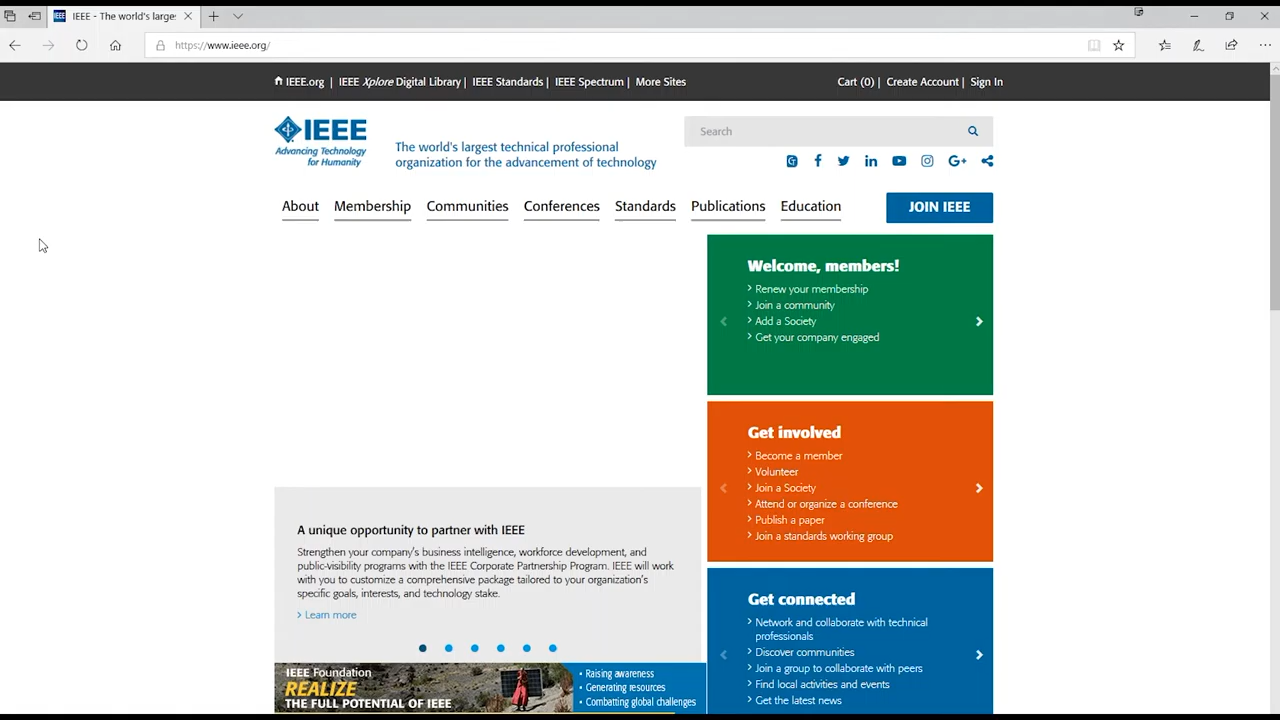 IEEE - The world's larges
https://www.ieee.org/
IEEE.org | IEEE Xplore Digital Library | IEEE Standards | IEEE Spectrum | More Sites
Cart (0) | Create Account | Sign In
IEEE
Advancing Technology
for Humanity
The world's largest technical professional
organization for the advancement of technology
Search
About Membership Communities Conferences Standards Publications Education
JOIN IEEE
Welcome, members!
Renew your membership
Join a community
Add a Society
Get your company engaged
Get involved
Become a member
Volunteer
Join a Society
Attend or organize a conference
Publish a paper
Join a standards working group
A unique opportunity to partner with IEEE
Strengthen your company's business intelligence, workforce development, and
public-visibility programs with the IEEE Corporate Partnership Program. IEEE will work
with you to customize a comprehensive package tailored to your organization's
specific goals, interests, and technology stake.
Learn more
Get connected
Network and collaborate with technical
professionals
Discover communities
Join a group to collaborate with peers
Find local activities and events
Get the latest news
IEEE Foundation
REALIZE
THE FULL POTENTIAL OF IEEE
• Raising awareness
• Generating resources
• Combatting global challenges